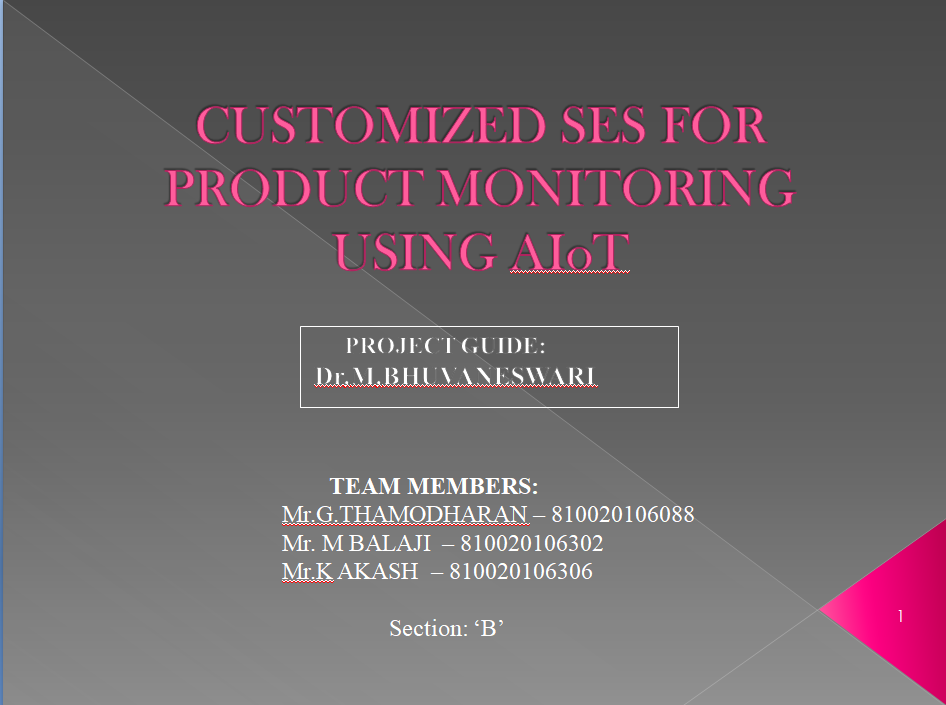 CUSTOMIZED SES FOR
PRODUCT MONITORING
USING AIoT
PROJECT GUIDE:
Dr.M.BHUVANESWARI
TEAM MEMBERS:
Mr.G.THAMODHARAN – 810020106088
Mr. M BALAJI – 810020106302
Mr.K AKASH – 810020106306
Section: ‘B’
1